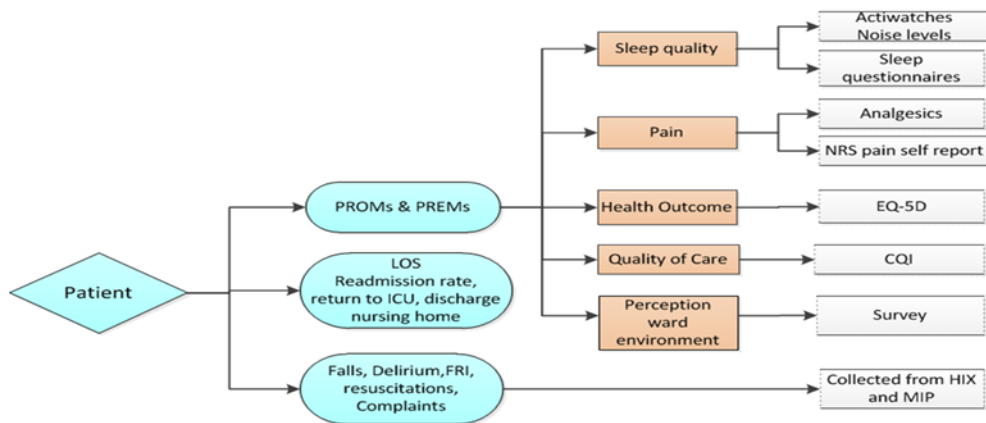 Patient
PROMs & PREMs
LOS
Readmission rate,
return to ICU, discharge
nursing home
Falls, Delirium,FRI,
resuscitations,
Complaints
Sleep quality
Pain
Health Outcome
Quality of Care
Perception
ward
environment
Actiwatches
Noise levels
Sleep
questionnaires
Analgesics
NRS pain self report
EQ-5D
CQI
Survey
Collected from HIX
and MIP